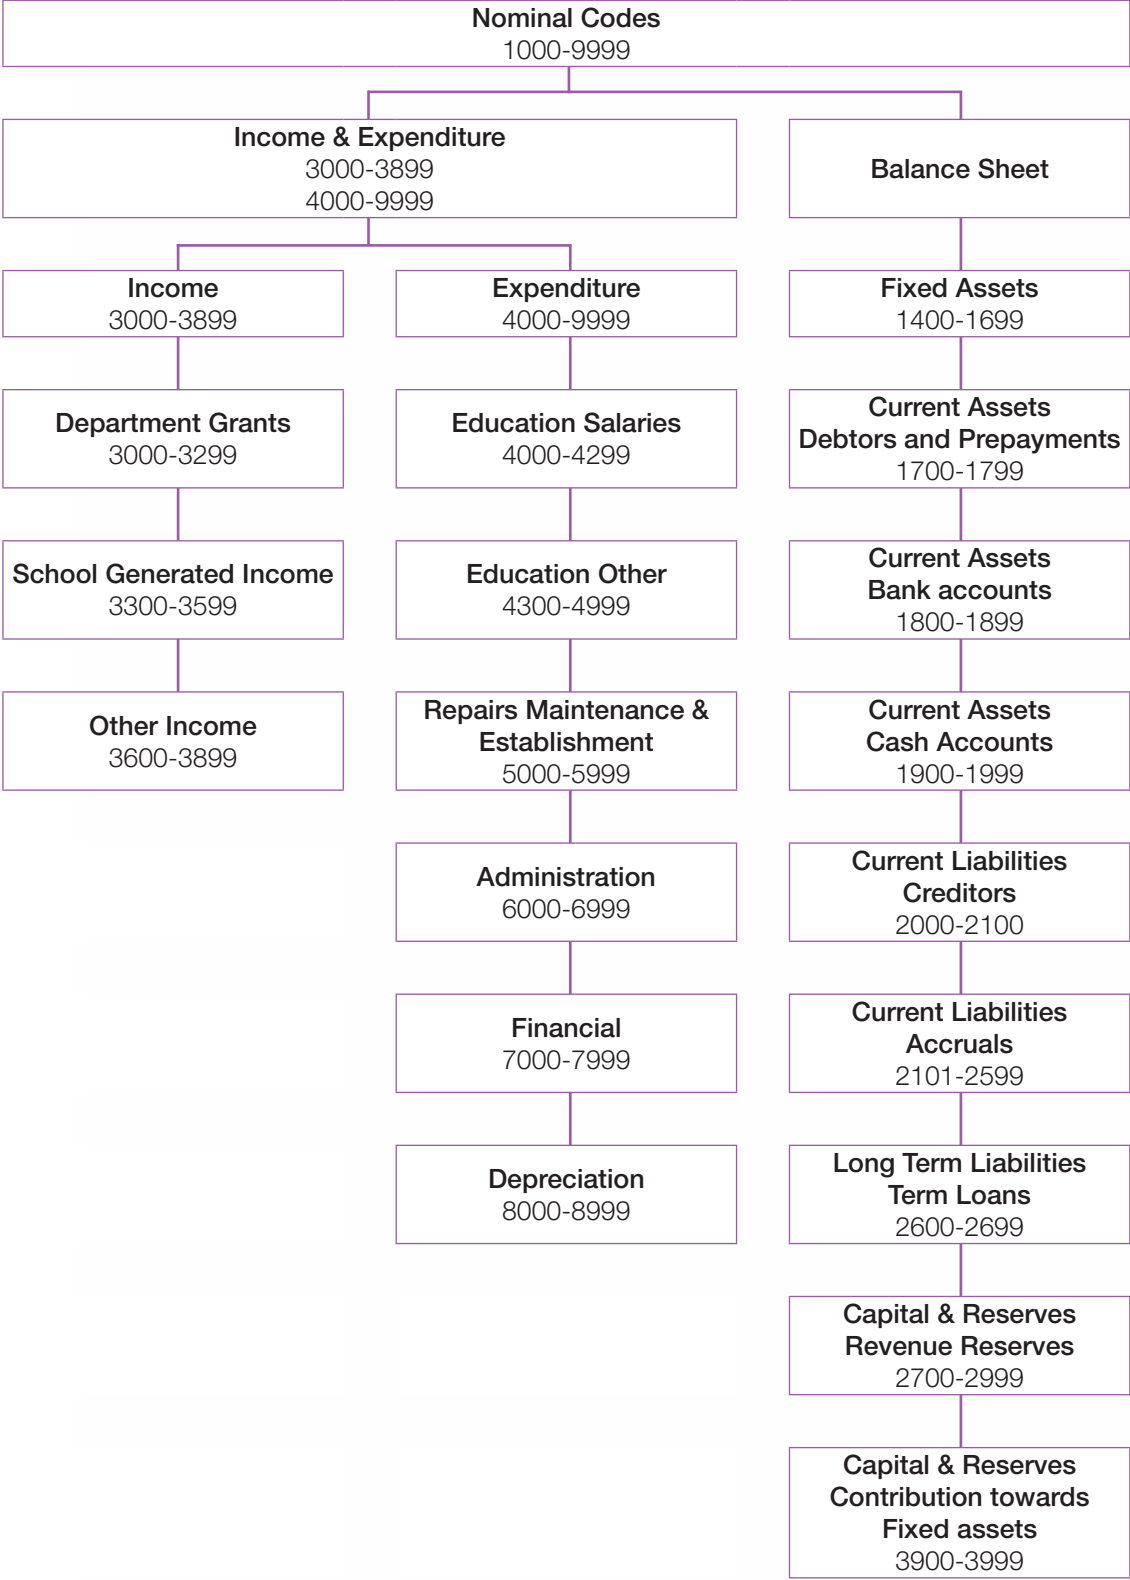 Nominal Codes
1000-9999
Income & Expenditure
3000-3899
4000-9999
Balance Sheet
Income
3000-3899
Expenditure
4000-9999
Fixed Assets
1400-1699
Department Grants
3000-3299
Education Salaries
4000-4299
Current Assets
Debtors and Prepayments
1700-1799
School Generated Income
3300-3599
Education Other
4300-4999
Current Assets
Bank accounts
1800-1899
Other Income
3600-3899
Repairs Maintenance &
Establishment
5000-5999
Current Assets
Cash Accounts
1900-1999
Administration
6000-6999
Current Liabilities
Creditors
2000-2100
Financial
7000-7999
Current Liabilities
Accruals
2101-2599
Depreciation
8000-8999
Long Term Liabilities
Term Loans
2600-2699
Capital & Reserves
Revenue Reserves
2700-2999
Capital & Reserves
Contribution towards
Fixed assets
3900-3999